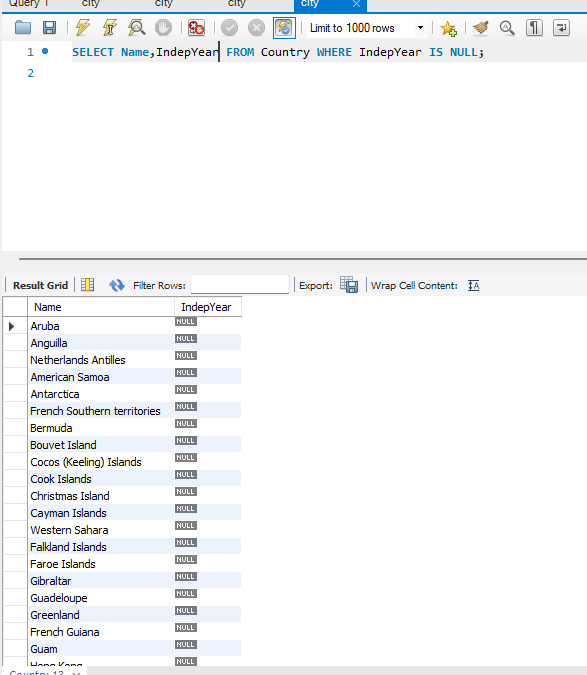 Query 1 city city city city
Limit to 1000 rows
1 SELECT Name,IndepYear FROM Country WHERE IndepYear IS NULL;
2
Result Grid Filter Rows: Export: Wrap Cell Content:
Name IndepYear
Aruba NULL
Anguilla NULL
Netherlands Antilles NULL
American Samoa NULL
Antarctica NULL
French Southern territories NULL
Bermuda NULL
Bouvet Island NULL
Cocos (Keeling) Islands NULL
Cook Islands NULL
Christmas Island NULL
Cayman Islands NULL
Western Sahara NULL
Falkland Islands NULL
Faroe Islands NULL
Gibraltar NULL
Guadeloupe NULL
Greenland NULL
French Guiana NULL
Guam NULL
Hong Kong NULL
Country 13